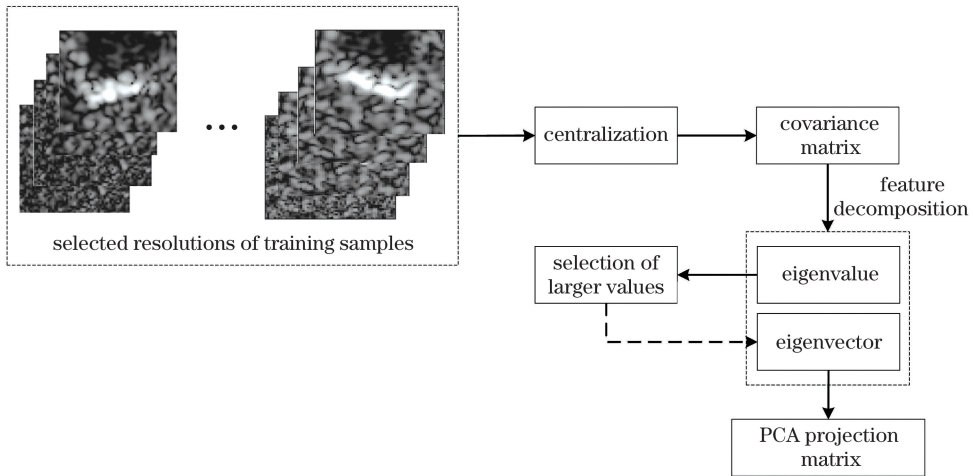 selected resolutions of training samples
centralization
covariance
matrix
feature
decomposition
selection of
larger values
eigenvalue
eigenvector
PCA projection
matrix